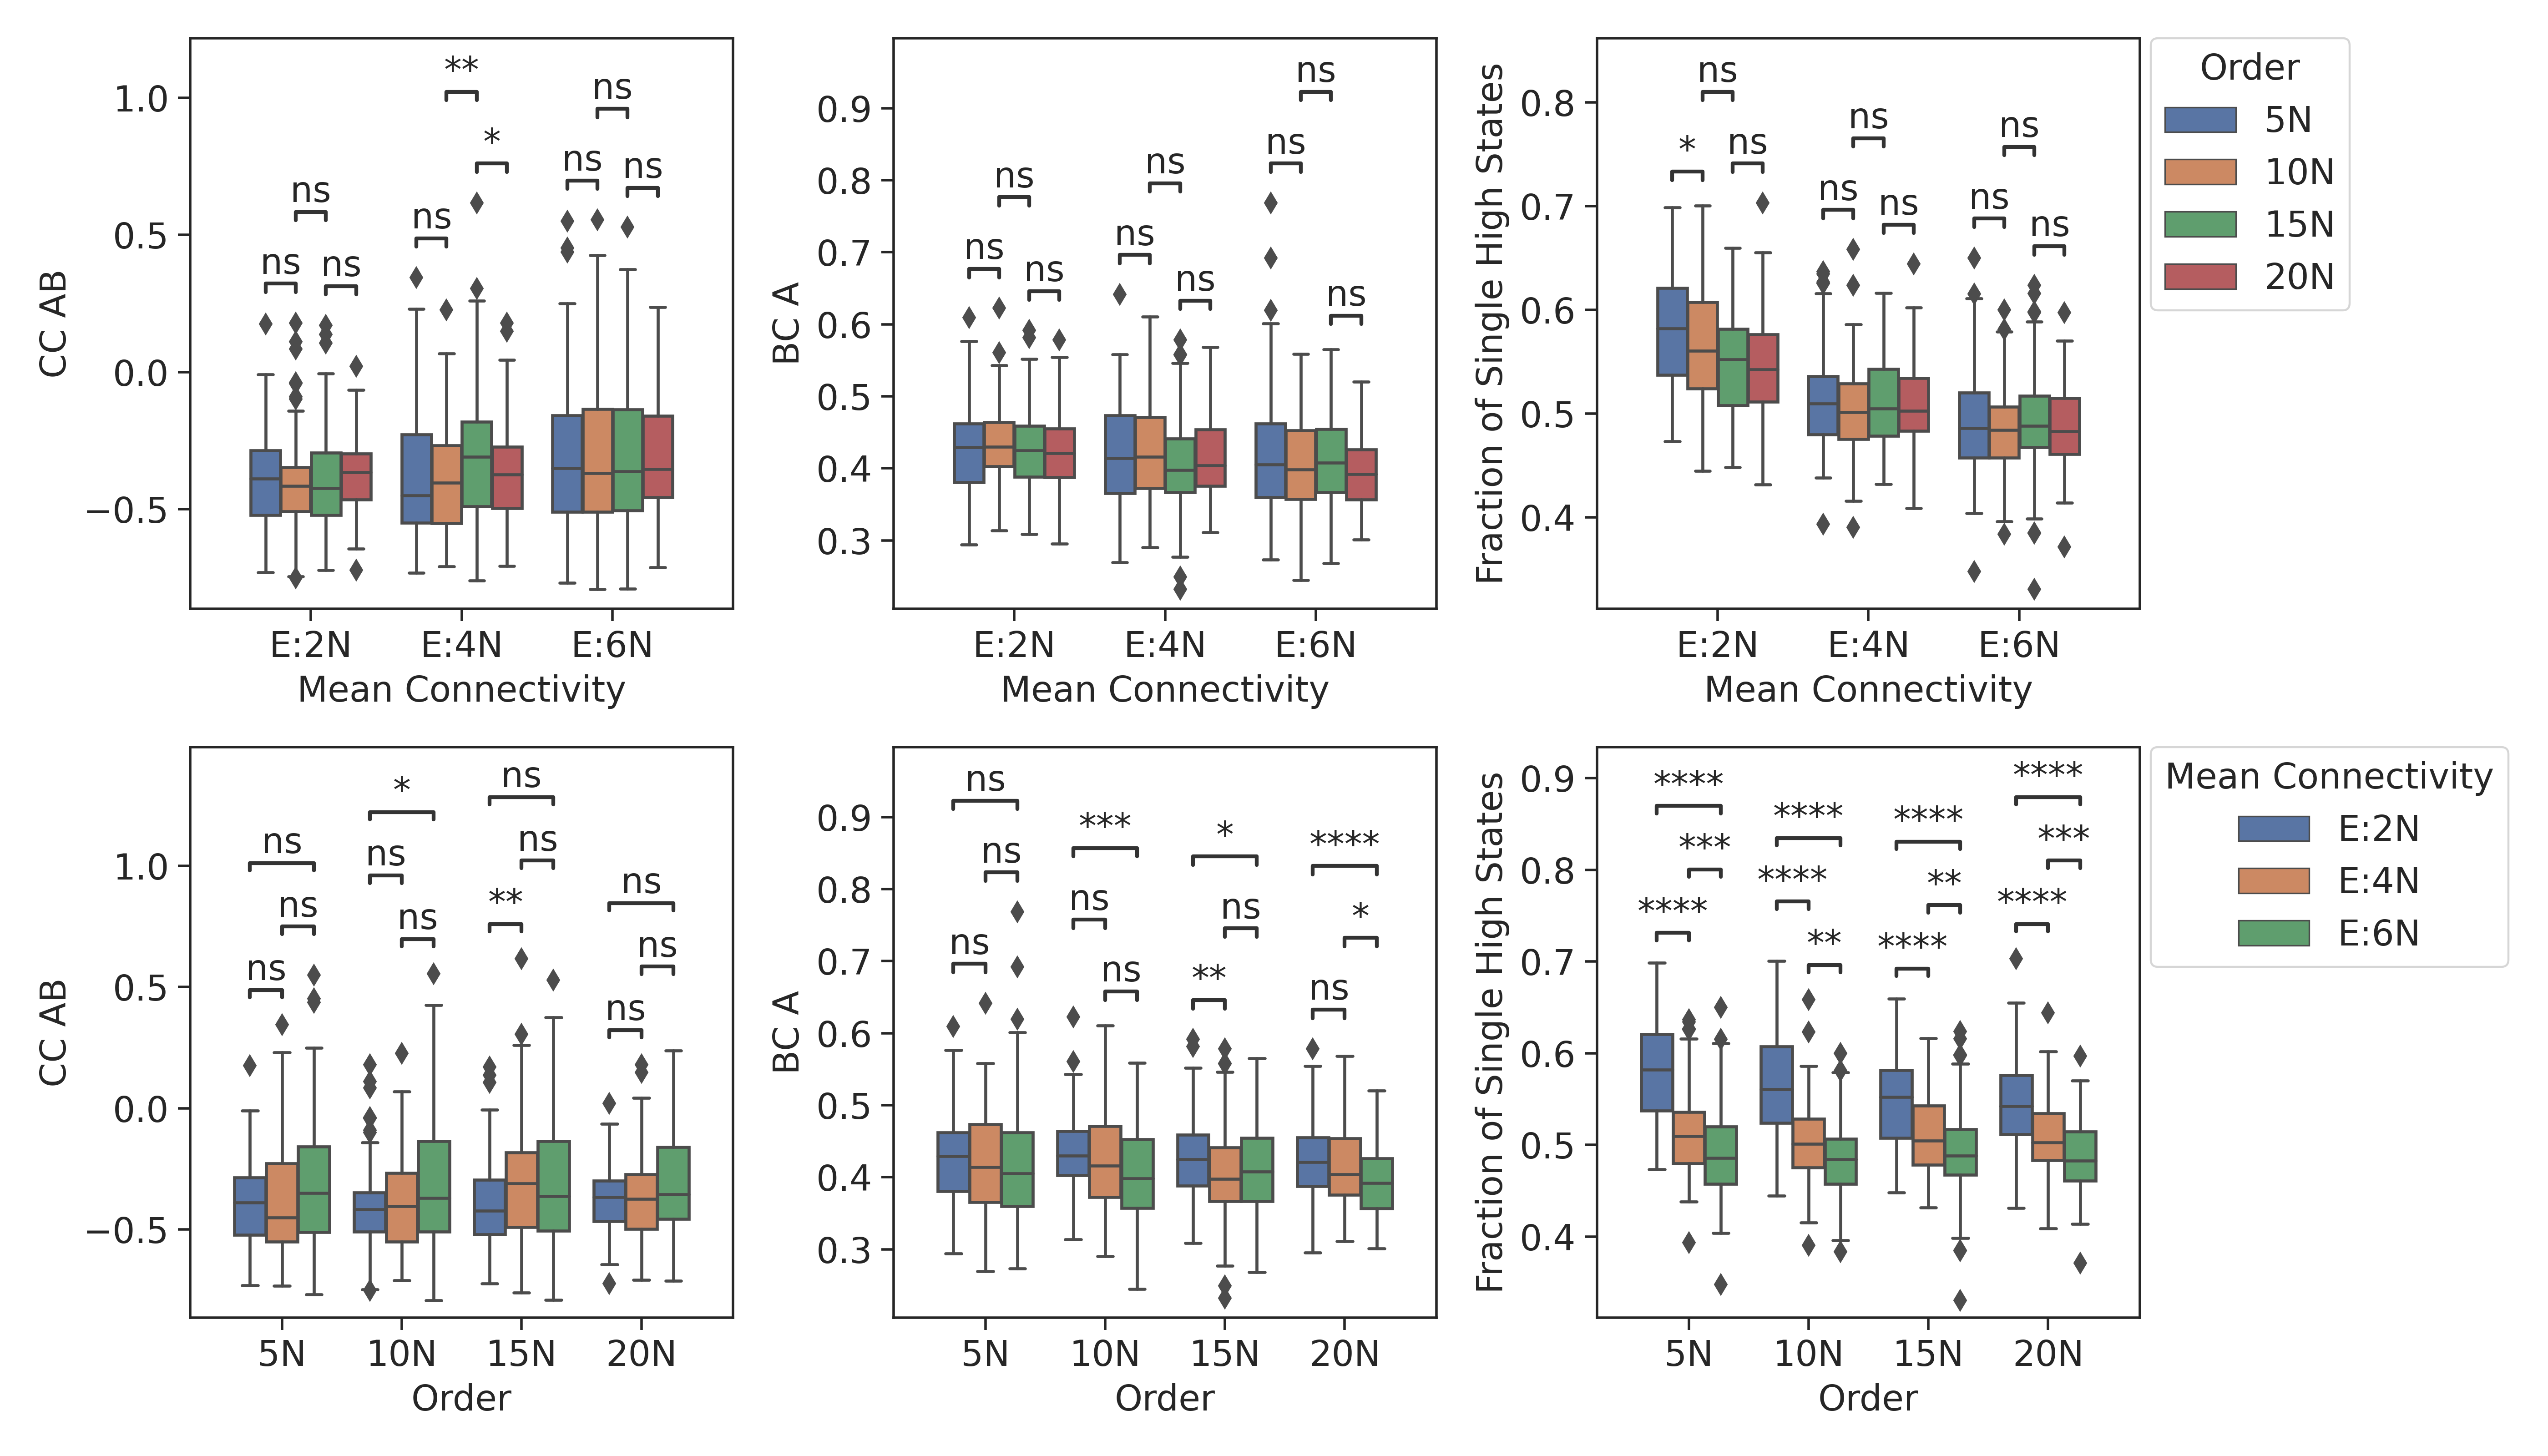 CC AB
1.0
0.5
0.0
−0.5
**
ns
*
ns
ns
ns
ns
ns
ns
E:2N E:4N E:6N
Mean Connectivity
BC A
0.9
0.8
0.7
0.6
0.5
0.4
0.3
ns
ns
ns
ns
ns
ns
ns
ns
ns
E:2N E:4N E:6N
Mean Connectivity
Fraction of Single High States
0.8
0.7
0.6
0.5
0.4
ns
*
ns
ns
ns
ns
ns
ns
ns
E:2N E:4N E:6N
Mean Connectivity
Order
5N
10N
15N
20N
CC AB
1.0
0.5
0.0
−0.5
ns
ns
ns
*
ns
ns
ns
ns
**
ns
ns
ns
5N 10N 15N 20N
Order
BC A
0.9
0.8
0.7
0.6
0.5
0.4
0.3
ns
ns
ns
***
ns
ns
*
ns
**
****
*
ns
5N 10N 15N 20N
Order
Fraction of Single High States
0.9
0.8
0.7
0.6
0.5
0.4
****
***
****
****
****
**
****
**
****
****
***
****
5N 10N 15N 20N
Order
Mean Connectivity
E:2N
E:4N
E:6N